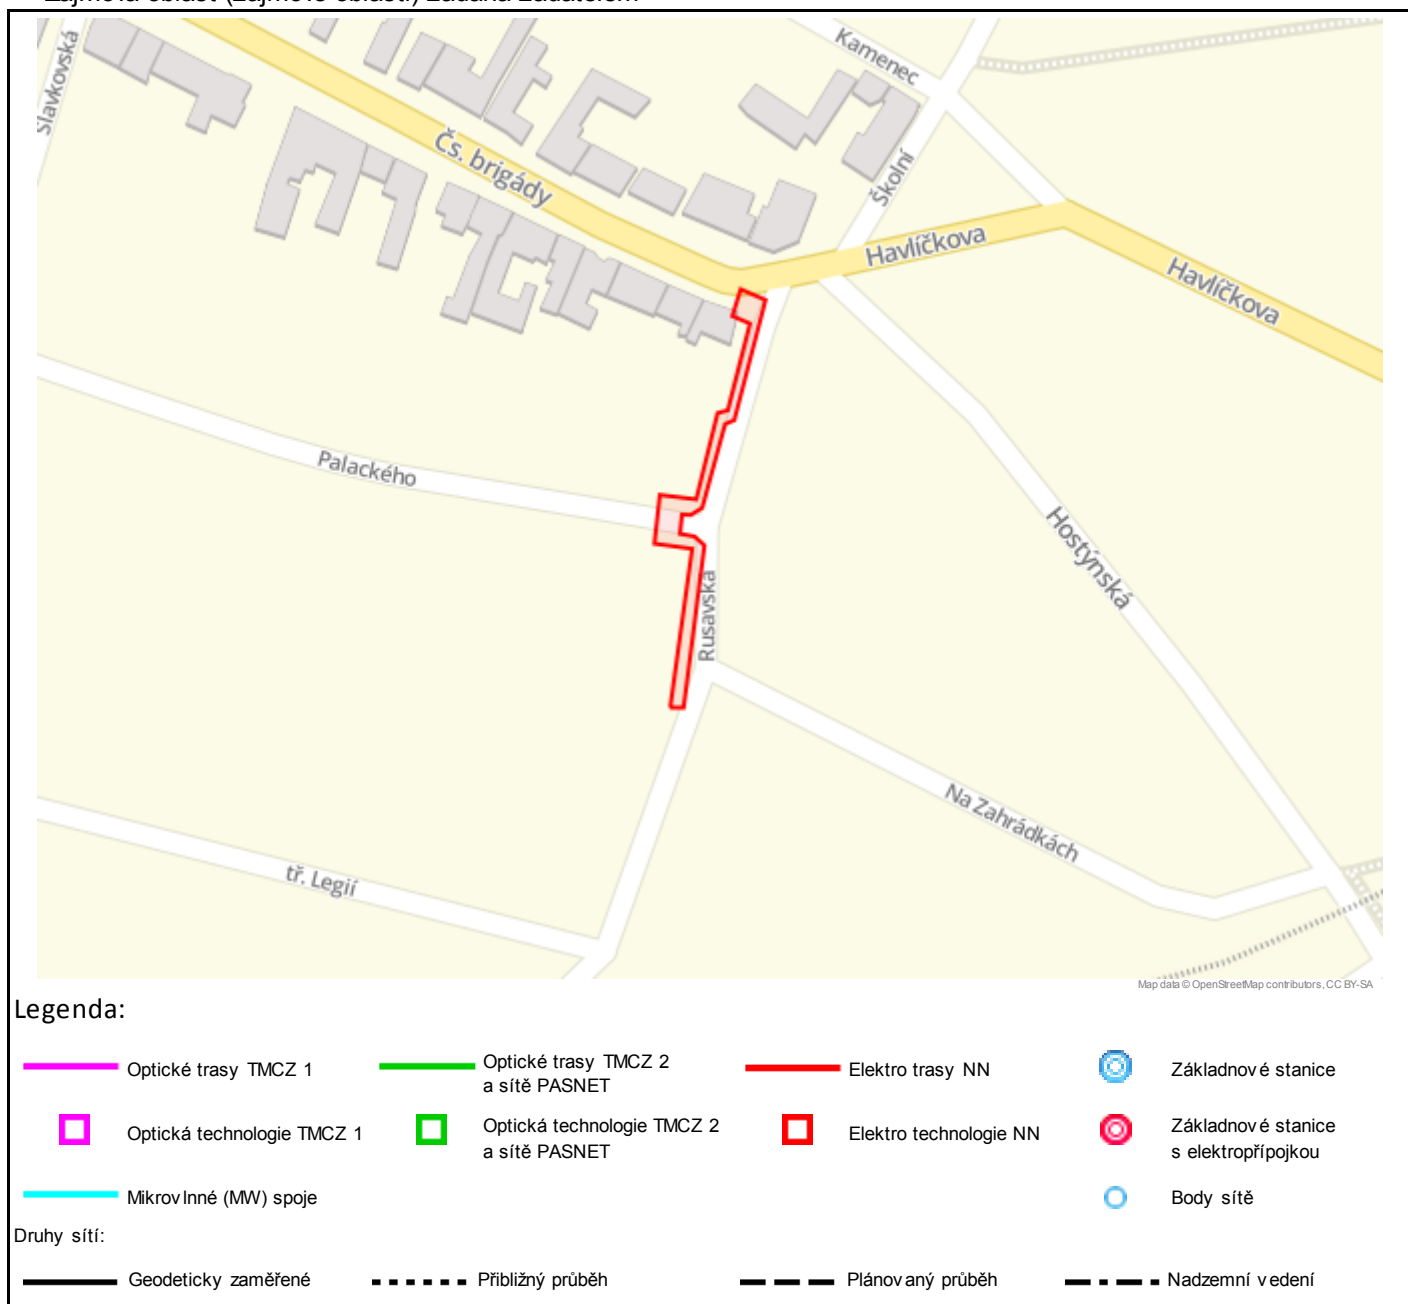 Kamenec
Slavkovská
Čs. brigády
Školní
Havlíčkova
Havlíčkova
Palackého
Hostýnská
Rusavská
Na Zahrádkách
tř. Legií
Map data © OpenStreetMap contributors, CC BY-SA
Legenda:
Optické trasy TMCZ 1
Optické trasy TMCZ 2
a sítě PASNET
Elektro trasy NN
Základnové stanice
Optická technologie TMCZ 1
Optická technologie TMCZ 2
a sítě PASNET
Elektro technologie NN
Základnové stanice
s elektropřípojkou
Mikrovlnné (MW) spoje
Body sítě
Druhy sítí:
Geodeticky zaměřené
Přibližný průběh
Plánovaný průběh
Nadzemní vedení